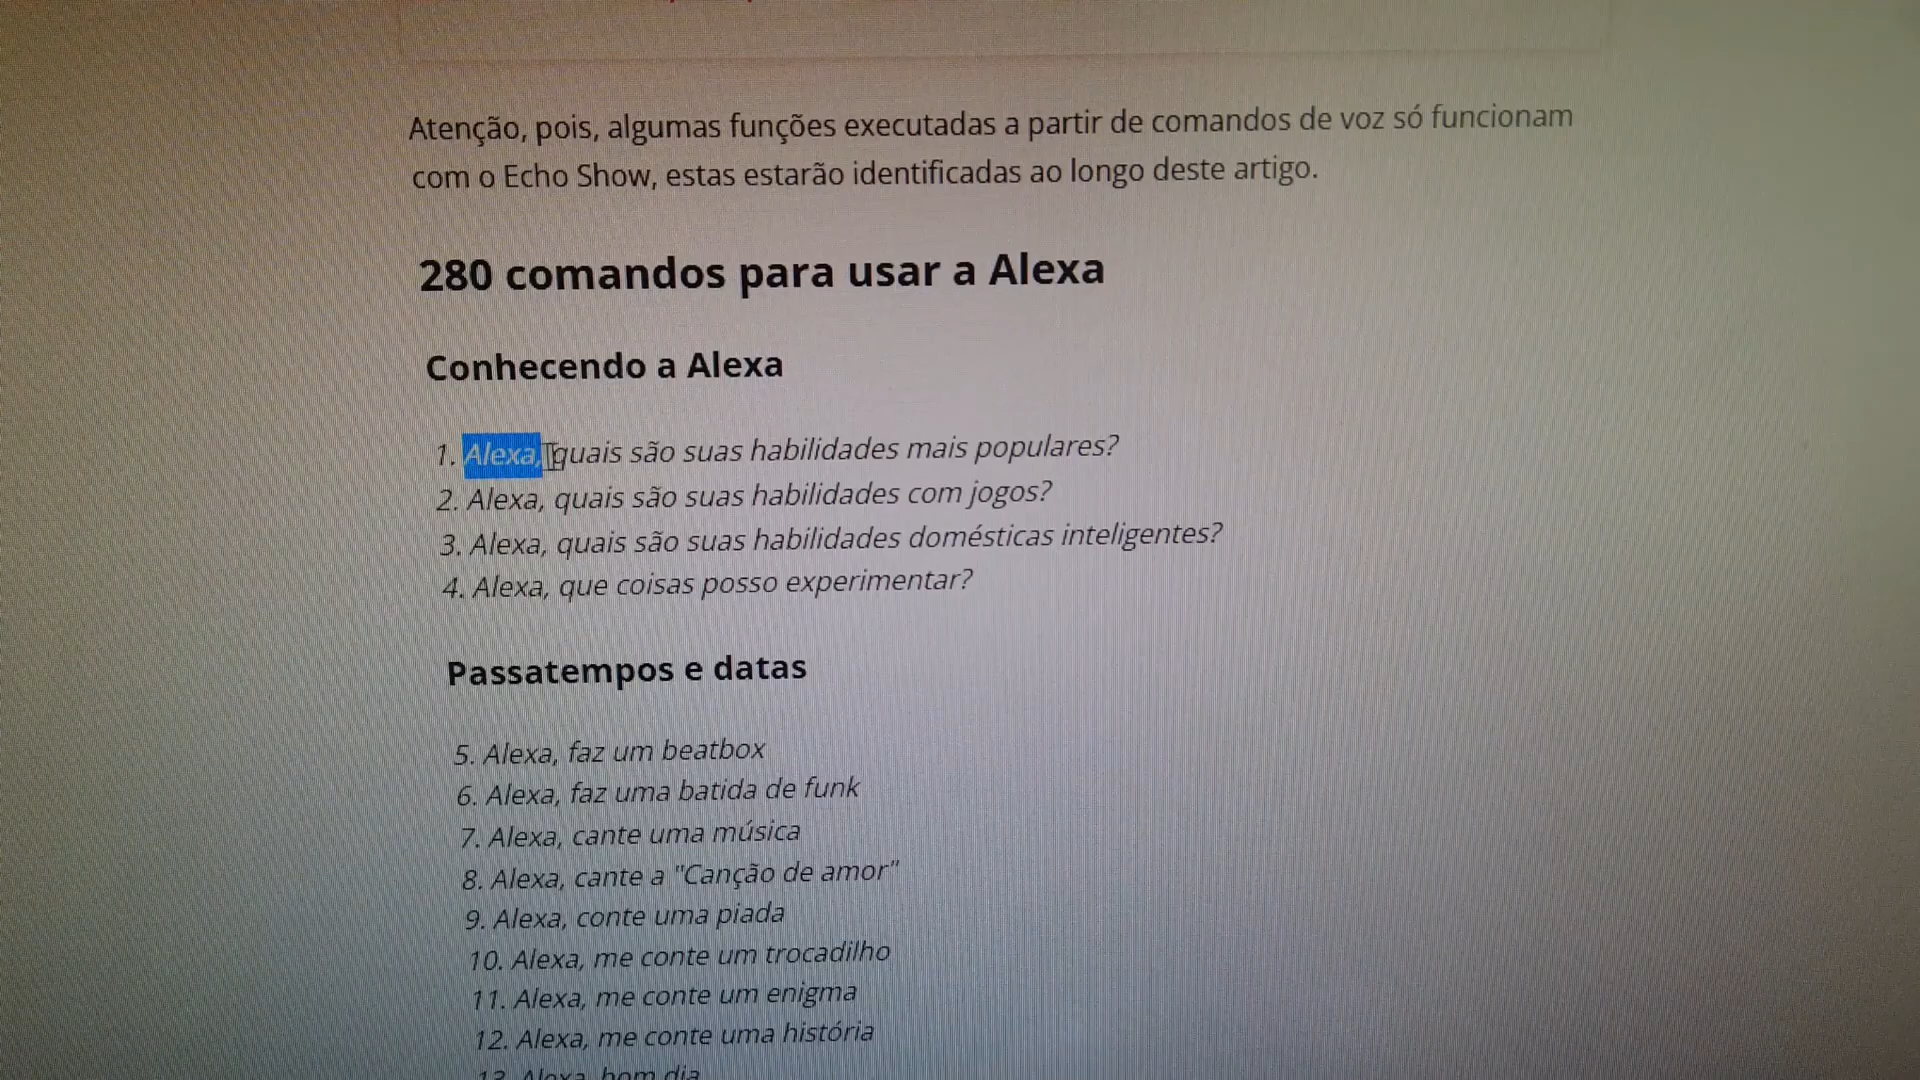 Atenção, pois, algumas funções executadas a partir de comandos de voz só funcionam
com o Echo Show, estas estarão identificadas ao longo deste artigo.
280 comandos para usar a Alexa
Conhecendo a Alexa
1. Alexa, quais são suas habilidades mais populares?
2. Alexa, quais são suas habilidades com jogos?
3. Alexa, quais são suas habilidades domésticas inteligentes?
4. Alexa, que coisas posso experimentar?
Passatempos e datas
5. Alexa, faz um beatbox
6. Alexa, faz uma batida de funk
7. Alexa, cante uma música
8. Alexa, cante a "Canção de amor"
9. Alexa, conte uma piada
10. Alexa, me conte um trocadilho
11. Alexa, me conte um enigma
12. Alexa, me conte uma história
13. Alexa, bom dia